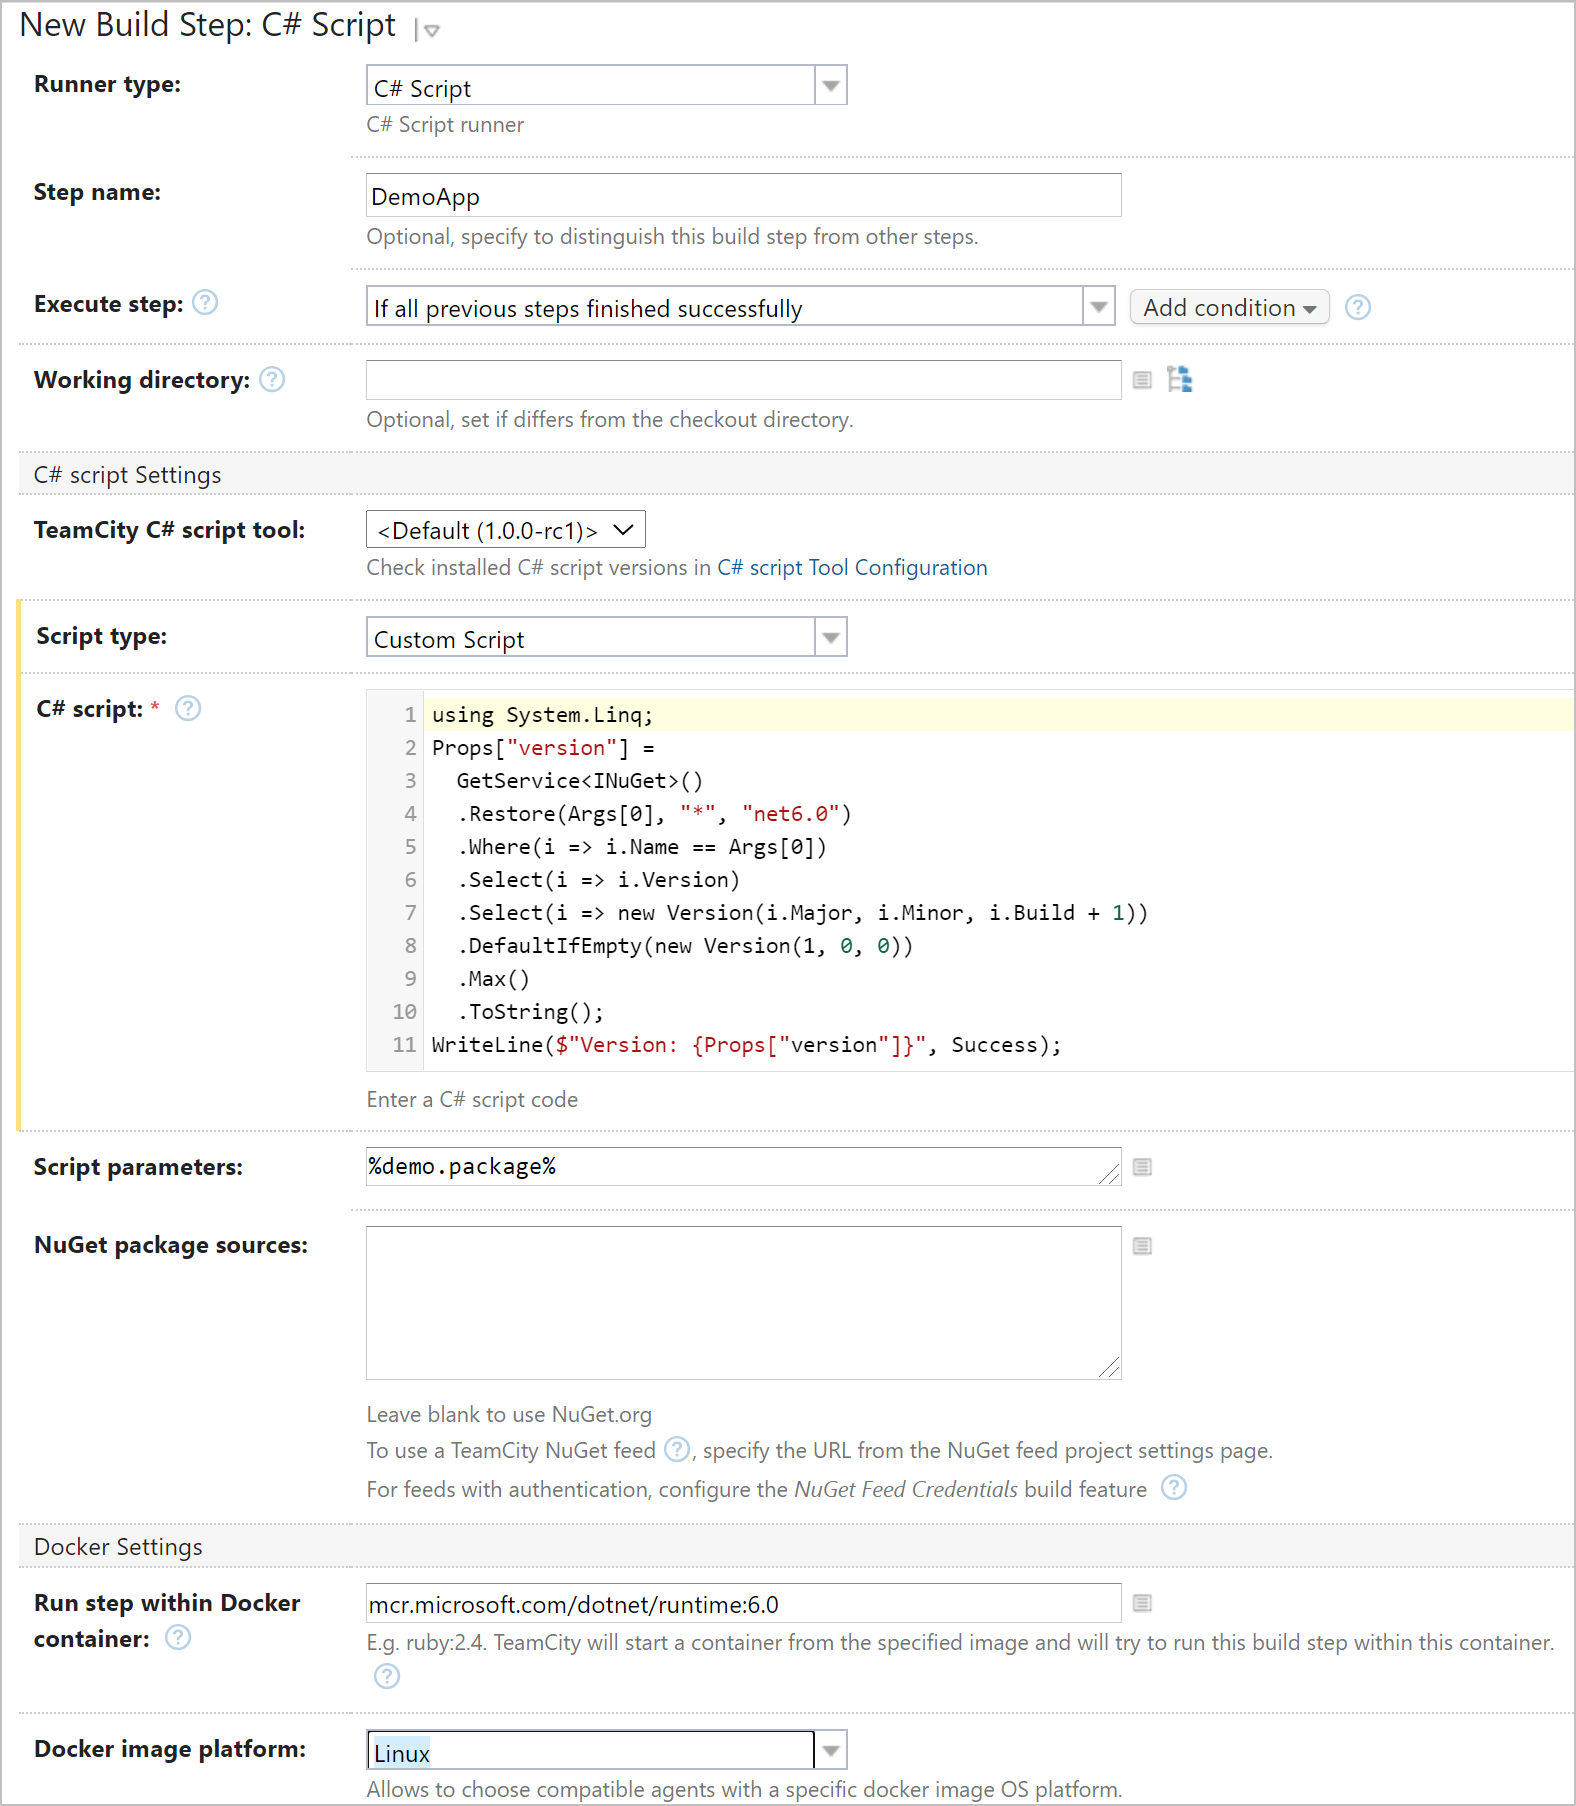 New Build Step: C# Script
Runner type:
C# Script
C# Script runner
Step name:
DemoApp
Optional, specify to distinguish this build step from other steps.
Execute step: ?
If all previous steps finished successfully
Add condition
?
Working directory: ?
Optional, set if differs from the checkout directory.
C# script Settings
TeamCity C# script tool:
<Default (1.0.0-rc1)>
Check installed C# script versions in C# script Tool Configuration
Script type:
Custom Script
C# script: * ?
1 using System.Linq;
2 Props["version"] =
3   GetService<INuGet>()
4   .Restore(Args[0], "*", "net6.0")
5   .Where(i => i.Name == Args[0])
6   .Select(i => i.Version)
7   .Select(i => new Version(i.Major, i.Minor, i.Build + 1))
8   .DefaultIfEmpty(new Version(1, 0, 0))
9   .Max()
10   .ToString();
11 WriteLine($"Version: {Props["version"]}", Success);
Enter a C# script code
Script parameters:
%demo.package%
NuGet package sources:
Leave blank to use NuGet.org
To use a TeamCity NuGet feed ?, specify the URL from the NuGet feed project settings page.
For feeds with authentication, configure the NuGet Feed Credentials build feature ?
Docker Settings
Run step within Docker
container: ?
mcr.microsoft.com/dotnet/runtime:6.0
E.g. ruby:2.4. TeamCity will start a container from the specified image and will try to run this build step within this container.
?
Docker image platform:
Linux
Allows to choose compatible agents with a specific docker image OS platform.